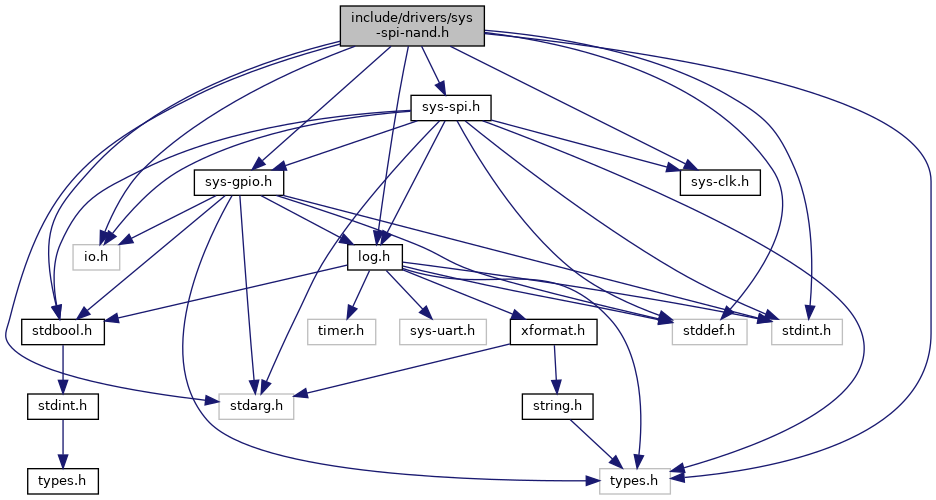 include/drivers/sys
-spi-nand.h
sys-spi.h
sys-gpio.h
sys-clk.h
io.h
log.h
stdbool.h
timer.h
sys-uart.h
xformat.h
stddef.h
stdint.h
stdint.h
stdarg.h
string.h
types.h
types.h